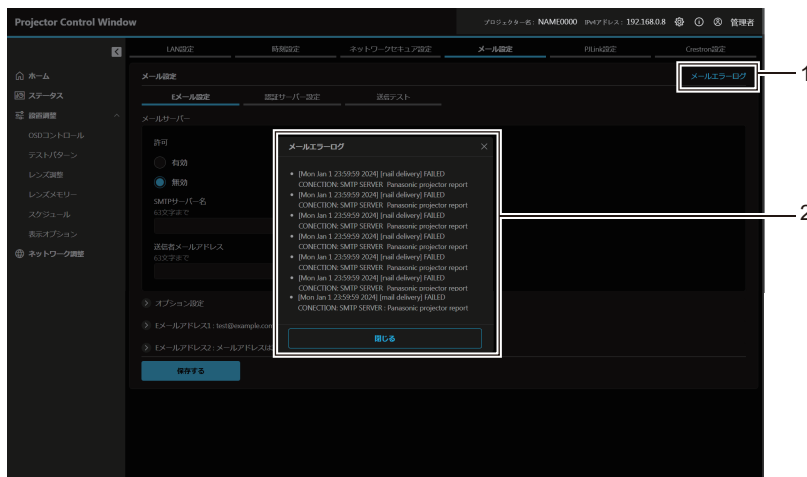 Projector Control Window
プロジェクター名: NAME0000 IPv4アドレス: 192.168.0.8 管理者
LAN設定 時刻設定 ネットワークセキュア設定 メール設定 PJLink設定 Crestron設定
ホーム
ステータス
設置調整
OSDコントロール
テストパターン
レンズ調整
レンズメモリー
スケジュール
表示オプション
ネットワーク調整
メール設定
メールエラーログ
1
Eメール設定 認証サーバー設定 送信テスト
メールサーバー
許可
有効
無効
SMTPサーバー名
63文字まで
送信者メールアドレス
63文字まで
オプション設定
Eメールアドレス1: test@example.com
Eメールアドレス2: メールアドレスは
保存する
メールエラーログ
• [Mon Jan 1 23:59:59 2024] [nail delivery] FAILED
CONECTION: SMTP SERVER Panasonic projector report
• [Mon Jan 1 23:59:59 2024] [nail delivery] FAILED
CONECTION: SMTP SERVER Panasonic projector report
• [Mon Jan 1 23:59:59 2024] [nail delivery] FAILED
CONECTION: SMTP SERVER Panasonic projector report
• [Mon Jan 1 23:59:59 2024] [nail delivery] FAILED
CONECTION: SMTP SERVER Panasonic projector report
• [Mon Jan 1 23:59:59 2024] [nail delivery] FAILED
CONECTION: SMTP SERVER Panasonic projector report
• [Mon Jan 1 23:59:59 2024] [nail delivery] FAILED
CONECTION: SMTP SERVER Panasonic projector report
• [Mon Jan 1 23:59:59 2024] [mail delivery] FAILED
CONECTION: SMTP SERVER : Panasonic projector report
閉じる
2